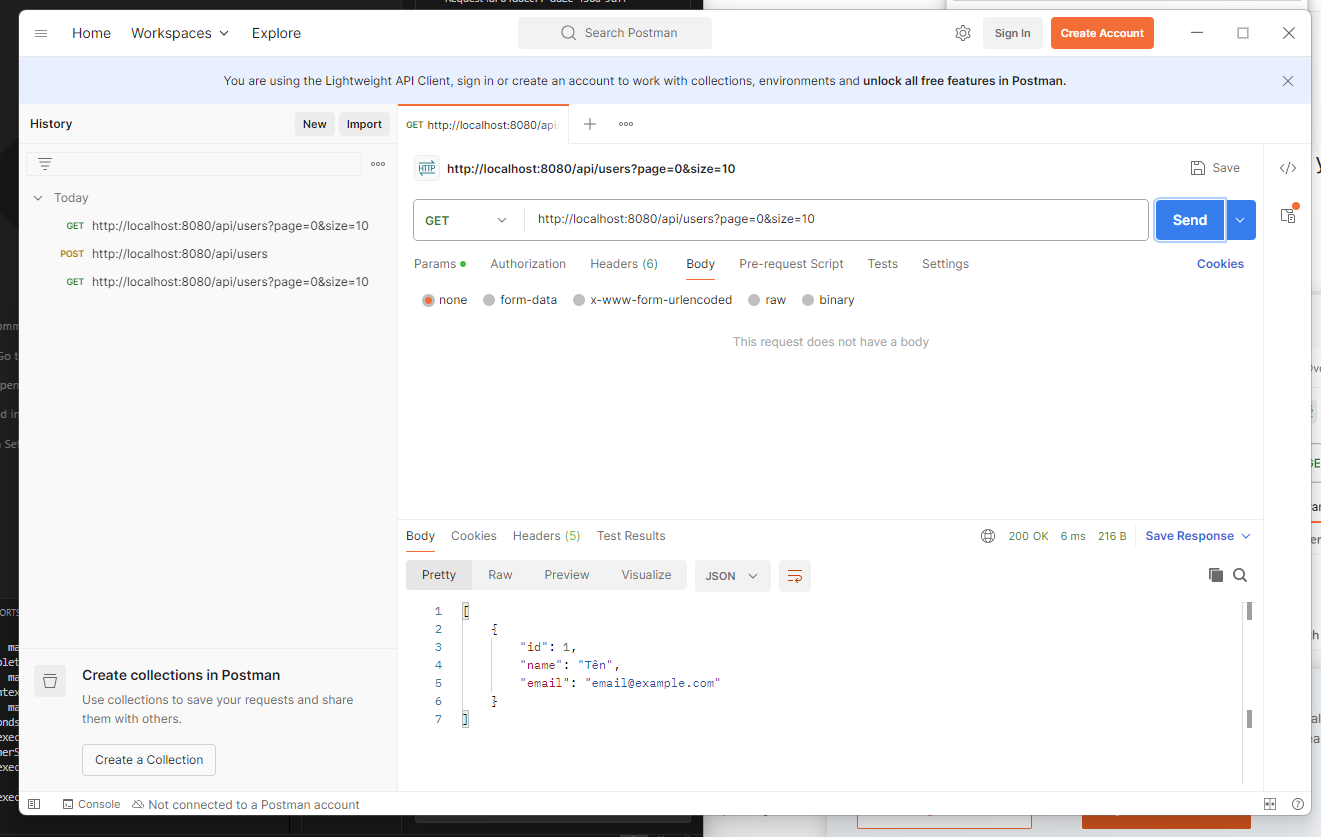 Home Workspaces Explore Search Postman Sign In Create Account
You are using the Lightweight API Client, sign in or create an account to work with collections, environments and unlock all free features in Postman.
History New Import
Today
GET http://localhost:8080/api/users?page=0&size=10
POST http://localhost:8080/api/users
GET http://localhost:8080/api/users?page=0&size=10
Create collections in Postman
Use collections to save your requests and share
them with others.
Create a Collection
GET http://localhost:8080/api
HTTP http://localhost:8080/api/users?page=0&size=10 Save
GET http://localhost:8080/api/users?page=0&size=10 Send
Params Authorization Headers (6) Body Pre-request Script Tests Settings Cookies
none form-data x-www-form-urlencoded raw binary
This request does not have a body
Body Cookies Headers (5) Test Results 200 OK 6 ms 216 B Save Response
Pretty Raw Preview Visualize JSON
1 [
2 {
3 "id": 1,
4 "name": "Tên",
5 "email": "email@example.com"
6 }
7 ]
Console Not connected to a Postman account